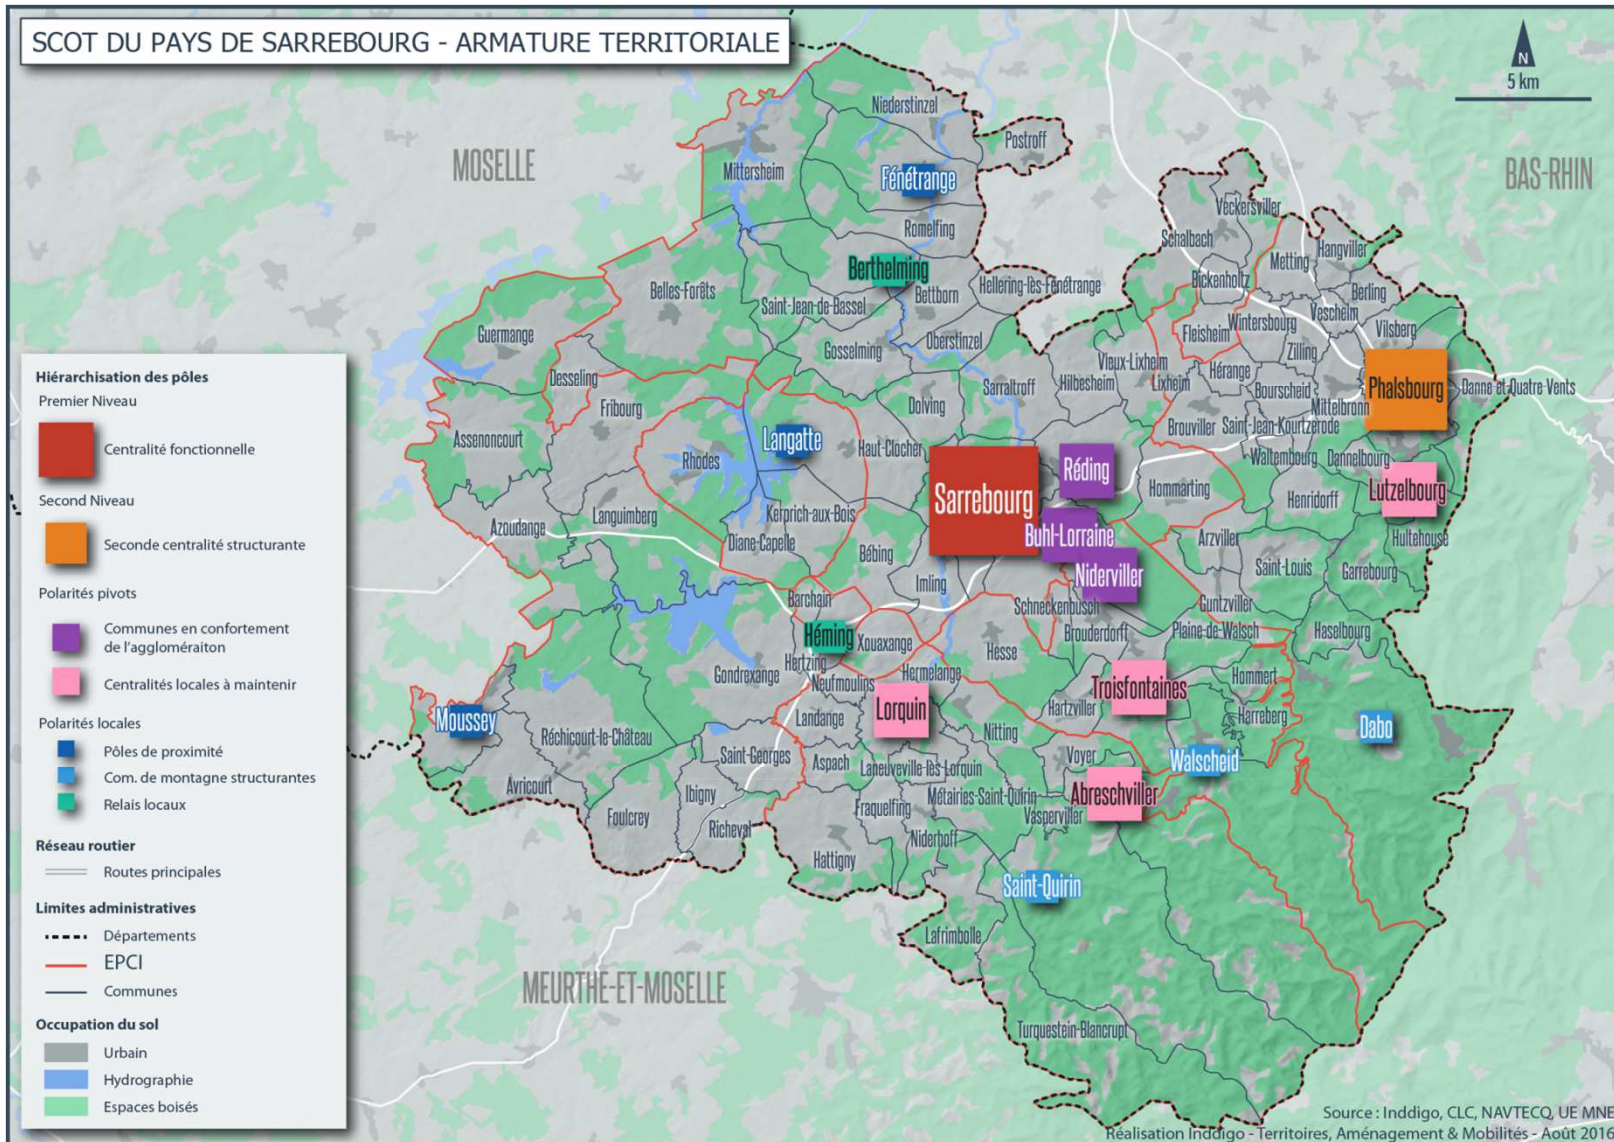 SCOT DU PAYS DE SARREBOURG - ARMATURE TERRITORIALE
N
5 km
MOSELLE
BAS-RHIN
MEURTHE-ET-MOSELLE
Niederstinzel
Postroff
Mittersheim
Fénétrange
Veckersviller
Romelfing
Schalbach
Hangviller
Metting
Berthelming
Bickenholtz
Hellering-lès-Fénétrange
Belles-Forêts
Bettborn
Berling
Saint-Jean-de-Bassel
Veschelm
Guermange
Wintersbourg
Vilsberg
Fleisheim
Oberstinzel
Gosselming
Zilling
Vieux-Lixheim
Desseling
Hérange
Sarraltroff
Hilbesheim
Lixheim
Bourscheid
Phalsbourg
Danne-et-Quatre-Vents
Dolving
Fribourg
Mittelbronn
Brouviller
Saint-Jean-Kourtzerode
Assenoncourt
Langatte
Haut-Clocher
Waltembourg
Dannelbourg
Rhodes
Réding
Hommarting
Lutzelbourg
Sarrebourg
Henridorff
Languimberg
Kerprich-aux-Bois
Azoudange
Buhl-Lorraine
Arzviller
Hultehouse
Diane-Capelle
Bébing
Saint-Louis
Garrebourg
Niderviller
Imling
Barchain
Schneckenbusch
Guntzviller
Brouderdorff
Plaine-de-Walsch
Haselbourg
Héming
Xouaxange
Hesse
Hertzing
Gondrexange
Hermelange
Hommert
Neufmoulins
Troisfontaines
Lorquin
Hartzviller
Landange
Harreberg
Moussey
Dabo
Nitting
Réchicourt-le-Château
Saint-Georges
Voyer
Walscheid
Aspach
Laneuveville-lès-Lorquin
Avricourt
Ibigny
Métairies-Saint-Quirin
Abreschviller
Fraquelfing
Foulcrey
Vasperviller
Richeval
Niderhoff
Hattigny
Saint-Quirin
Lafrimbolle
Turquestein-Blancrupt
Hiérarchisation des pôles
Premier Niveau
Centralité fonctionnelle
Second Niveau
Seconde centralité structurante
Polarités pivots
Communes en confortement
de l'agglomératiton
Centralités locales à maintenir
Polarités locales
Pôles de proximité
Com. de montagne structurantes
Relais locaux
Réseau routier
Routes principales
Limites administratives
Départements
EPCI
Communes
Occupation du sol
Urbain
Hydrographie
Espaces boisés
Source : Inddigo, CLC, NAVTECQ, UE MNE
Réalisation Inddigo - Territoires, Aménagement & Mobilités - Août 2016